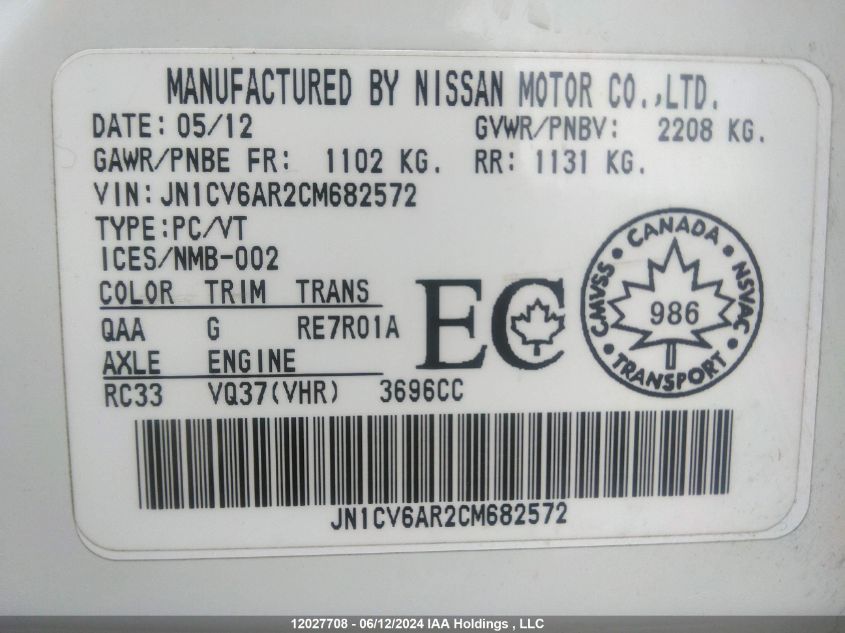 MANUFACTURED BY NISSAN MOTOR CO.,LTD.
DATE: 05/12 GVWR/PNBV: 2208 KG.
GAWR/PNBE FR: 1102 KG. RR: 1131 KG.
VIN: JN1CV6AR2CM682572
TYPE:PC/VT
ICES/NMB-002
COLOR TRIM TRANS
QAA G RE7R01A
AXLE ENGINE
RC33 VQ37(VHR) 3696CC
EC
CANADA
CMVSS
NSVAC
986
TRANSPORT
JN1CV6AR2CM682572
12027708 - 06/12/2024 IAA Holdings , LLC